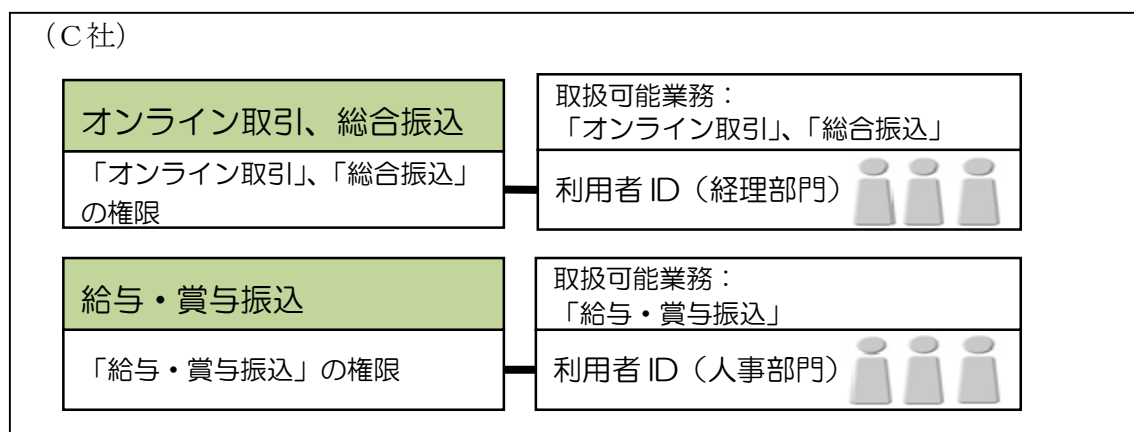 （C社）
オンライン取引、総合振込
「オンライン取引」、「総合振込」
の権限
取扱可能業務：
「オンライン取引」、「総合振込」
利用者 ID（経理部門）
給与・賞与振込
「給与・賞与振込」の権限
取扱可能業務：
「給与・賞与振込」
利用者 ID（人事部門）